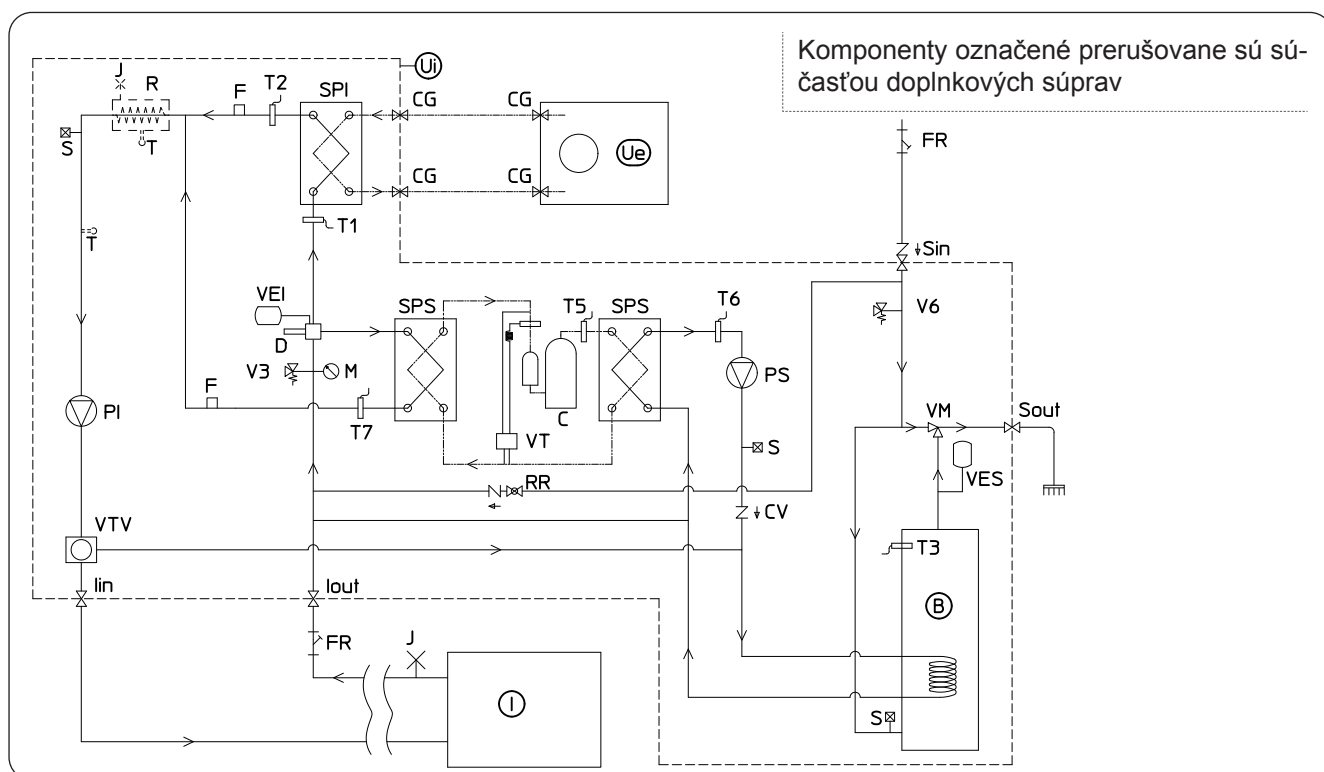 Komponenty označené prerušovane sú sú-
časťou doplnkových súprav
Ui
J
R
F
T2
SPI
CG
CG
Ue
FR
S
T
CG
CG
T1
T
Sin
VEI
SPS
T5
SPS
T6
V6
D
V3
M
PS
PI
F
T7
C
VM
Sout
VT
S
VES
RR
VTV
CV
T3
Iin
Iout
B
FR
J
I
S